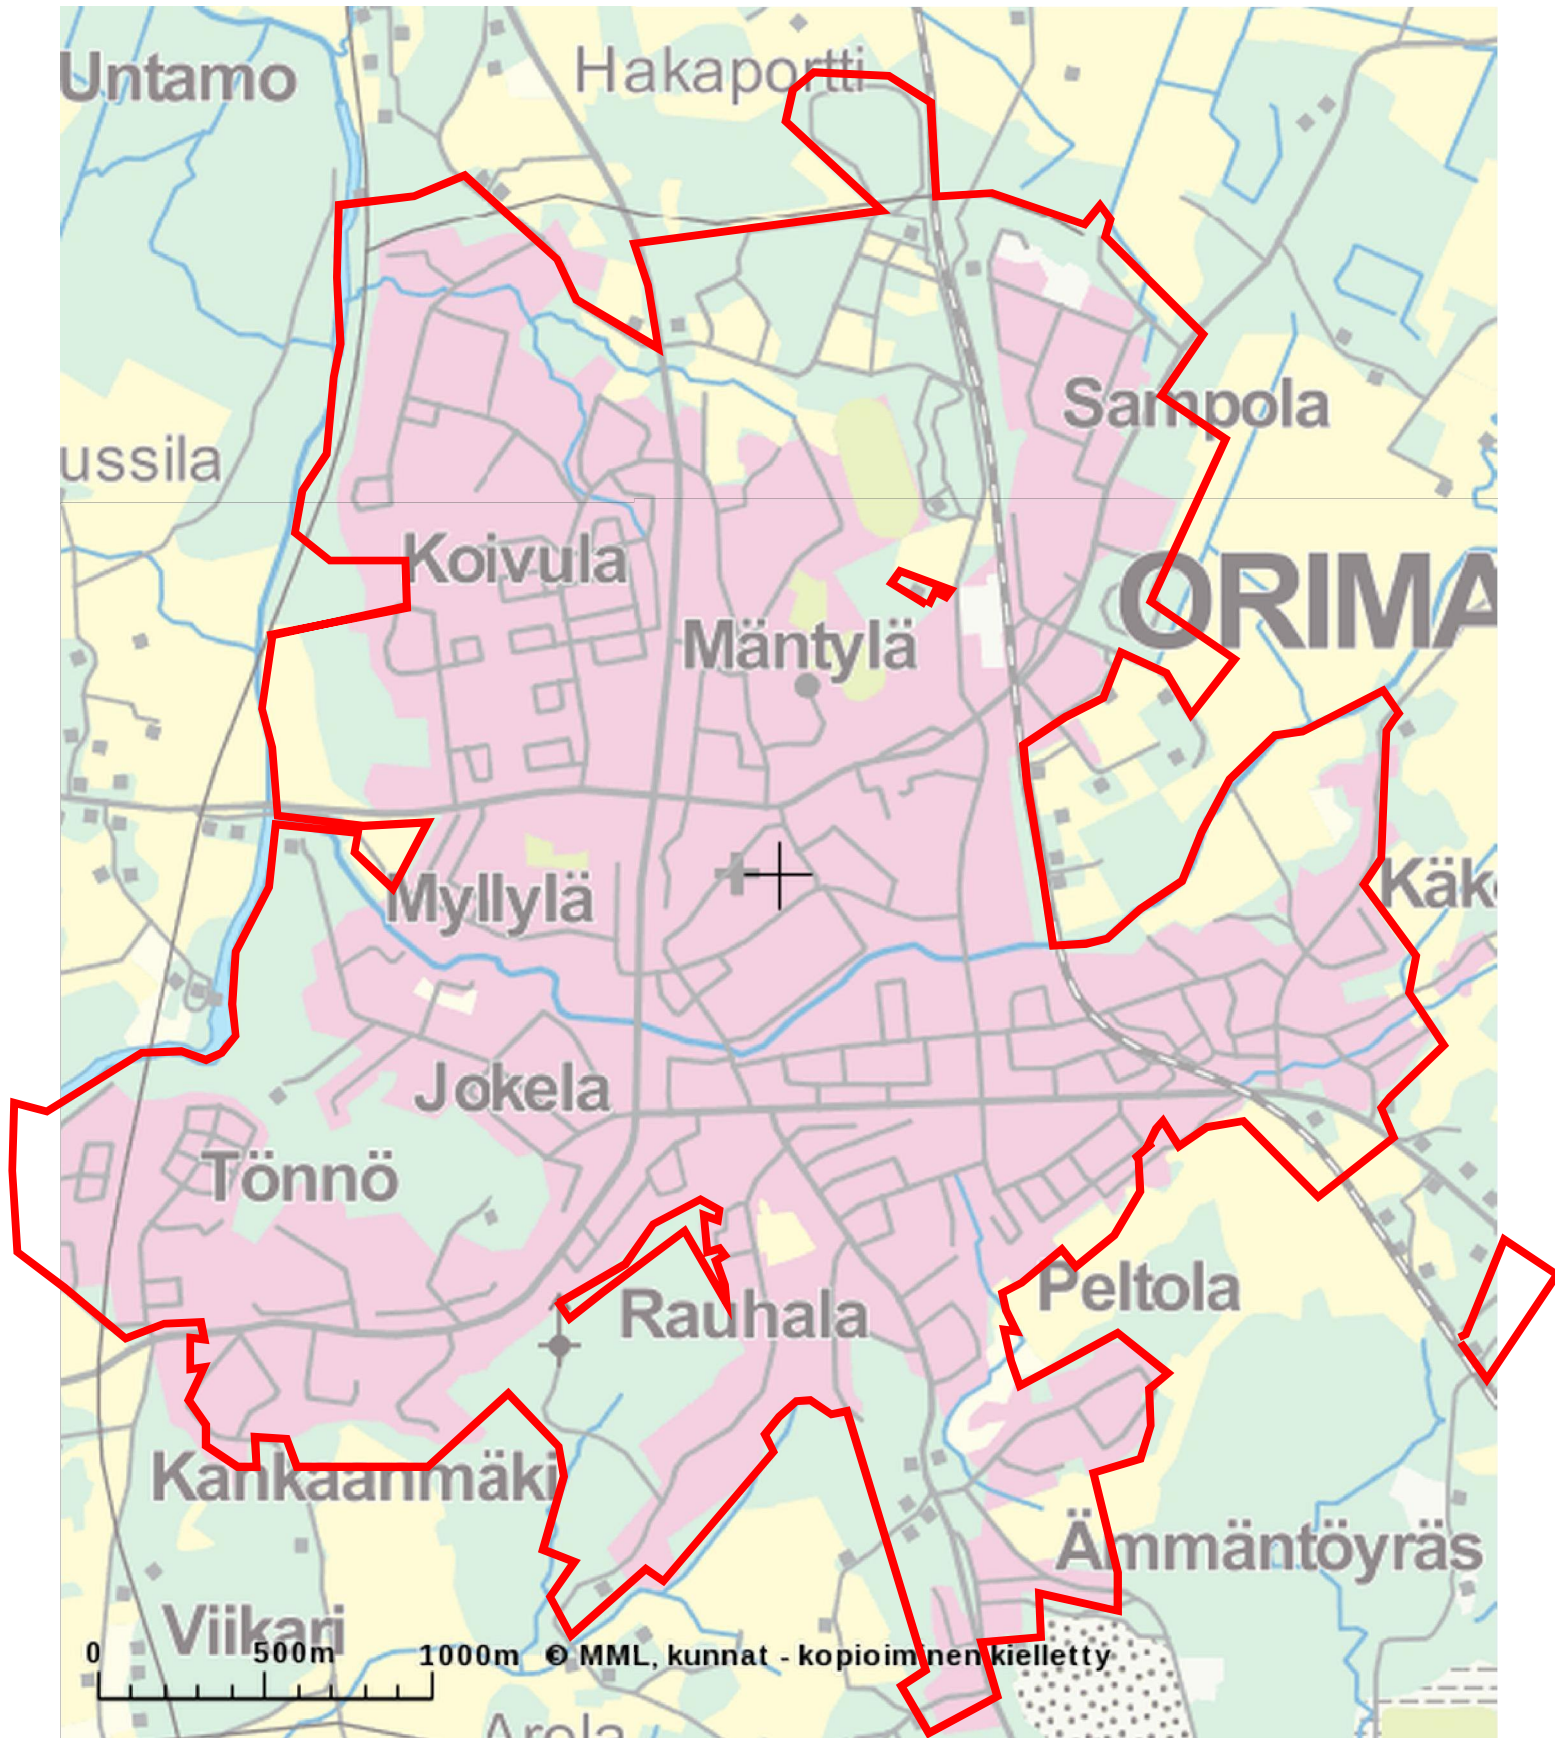 Untamo
Hakaportti
Sampola
ussila
Koivula
ORIMA
Mäntylä
Myllylä
Käk
Jokela
Tönnö
Peltola
Rauhala
Kankaanmäki
Ämmäntöyräs
Viikari
0 500m 1000m © MML, kunnat - kopioiminen kielletty
Arola